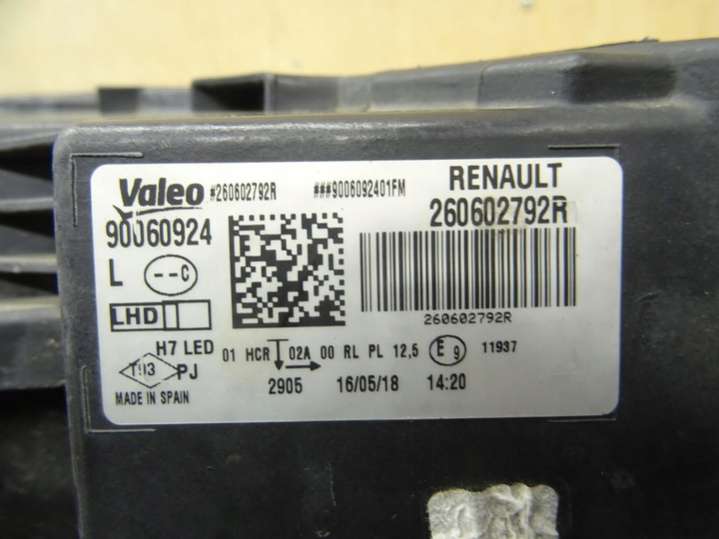 Valeo #260602792R ###9006092401FM RENAULT
90060924 260602792R
L --C
LHD
260602792R
H7 LED 01 HCR 02A 00 RL PL 12,5 E9 11937
T93 PJ
MADE IN SPAIN 2905 16/05/18 14:20